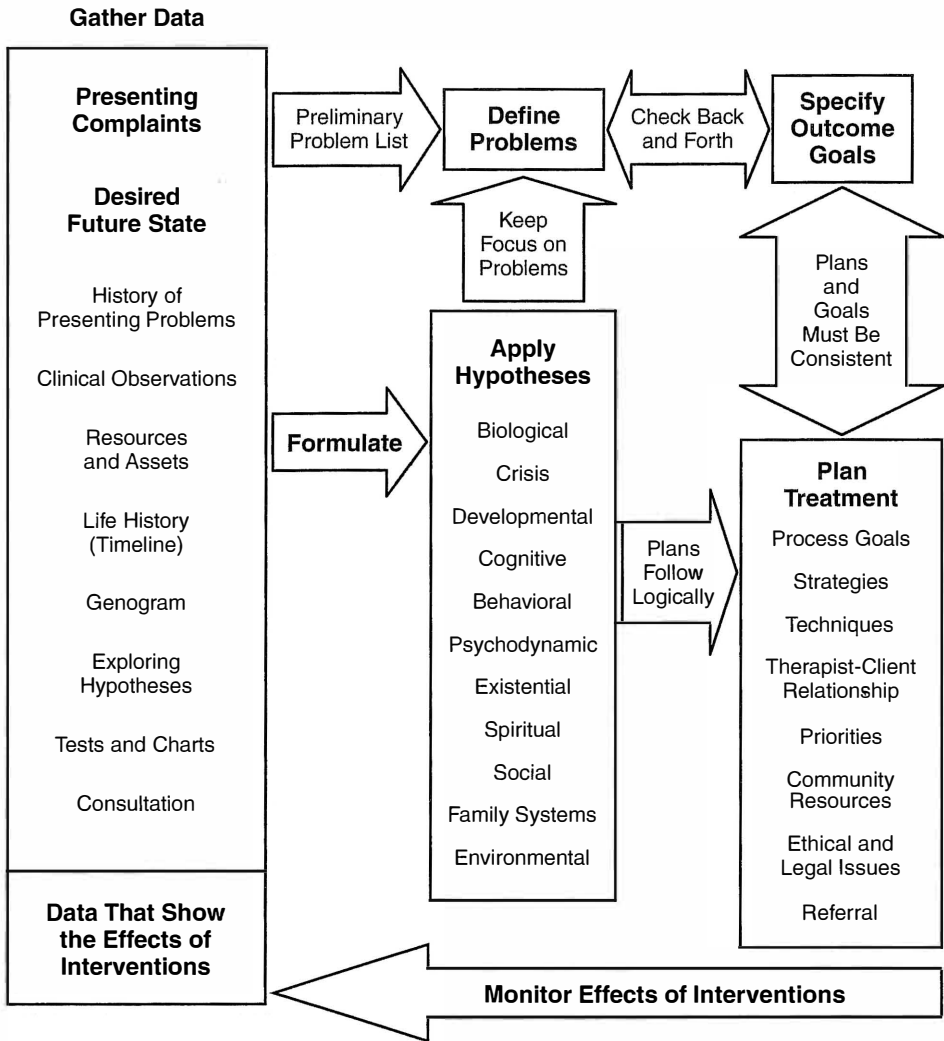 Gather Data
Presenting
Complaints
Desired
Future State
History of
Presenting Problems
Clinical Observations
Resources
and Assets
Life History
(Timeline)
Genogram
Exploring
Hypotheses
Tests and Charts
Consultation
Data That Show
the Effects of
Interventions
Preliminary
Problem List
Define
Problems
Check Back
and Forth
Specify
Outcome
Goals
Keep
Focus on
Problems
Plans
and
Goals
Must Be
Consistent
Formulate
Apply
Hypotheses
Biological
Crisis
Developmental
Cognitive
Behavioral
Psychodynamic
Existential
Spiritual
Social
Family Systems
Environmental
Plans
Follow
Logically
Plan
Treatment
Process Goals
Strategies
Techniques
Therapist-Client
Relationship
Priorities
Community
Resources
Ethical and
Legal Issues
Referral
Monitor Effects of Interventions